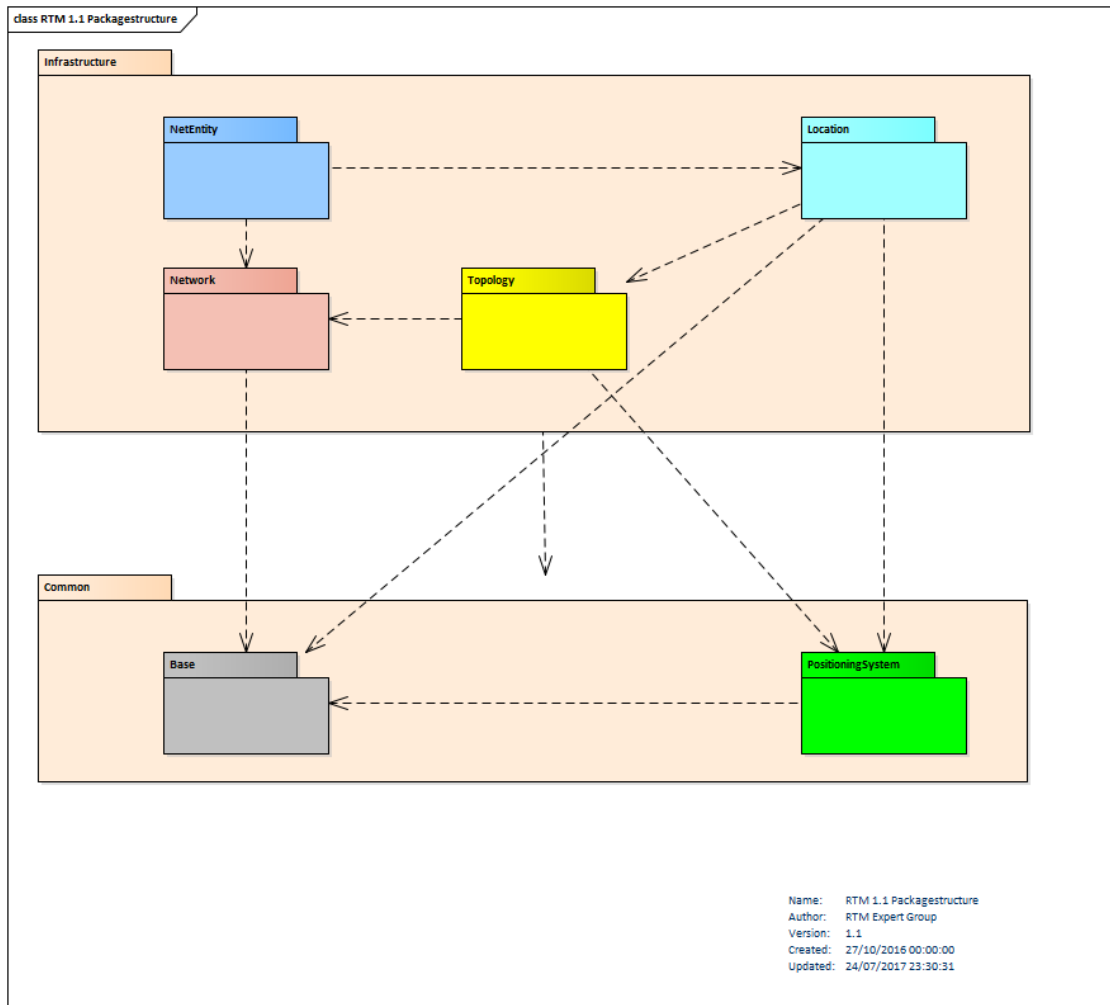 class RTM 1.1 Packagestructure
Infrastructure
NetEntity
Location
Network
Topology
Common
Base
PositioningSystem
Name: RTM 1.1 Packagestructure
Author: RTM Expert Group
Version: 1.1
Created: 27/10/2016 00:00:00
Updated: 24/07/2017 23:30:31